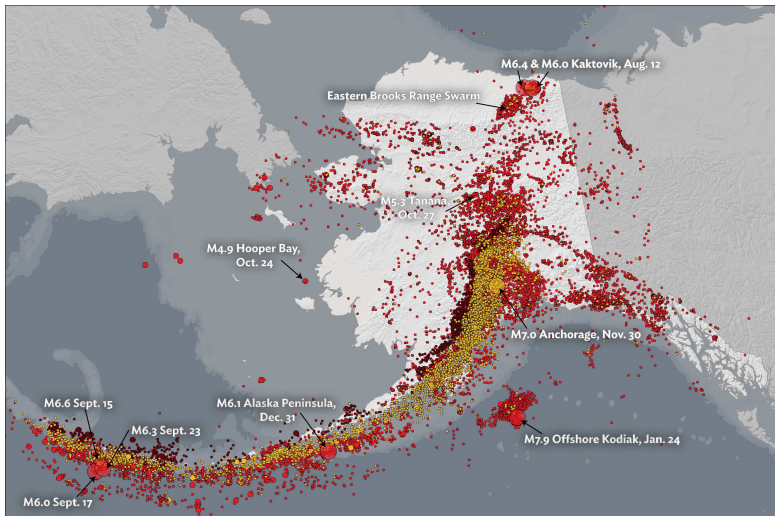 M6.4 & M6.0 Kaktovik, Aug. 12
Eastern Brooks Range Swarm
M5.3 Tanana,
Oct. 27
M4.9 Hooper Bay,
Oct. 24
M7.0 Anchorage, Nov. 30
M6.6 Sept. 15
M6.3 Sept. 23
M6.1 Alaska Peninsula,
Dec. 31
M7.9 Offshore Kodiak, Jan. 24
M6.0 Sept. 17